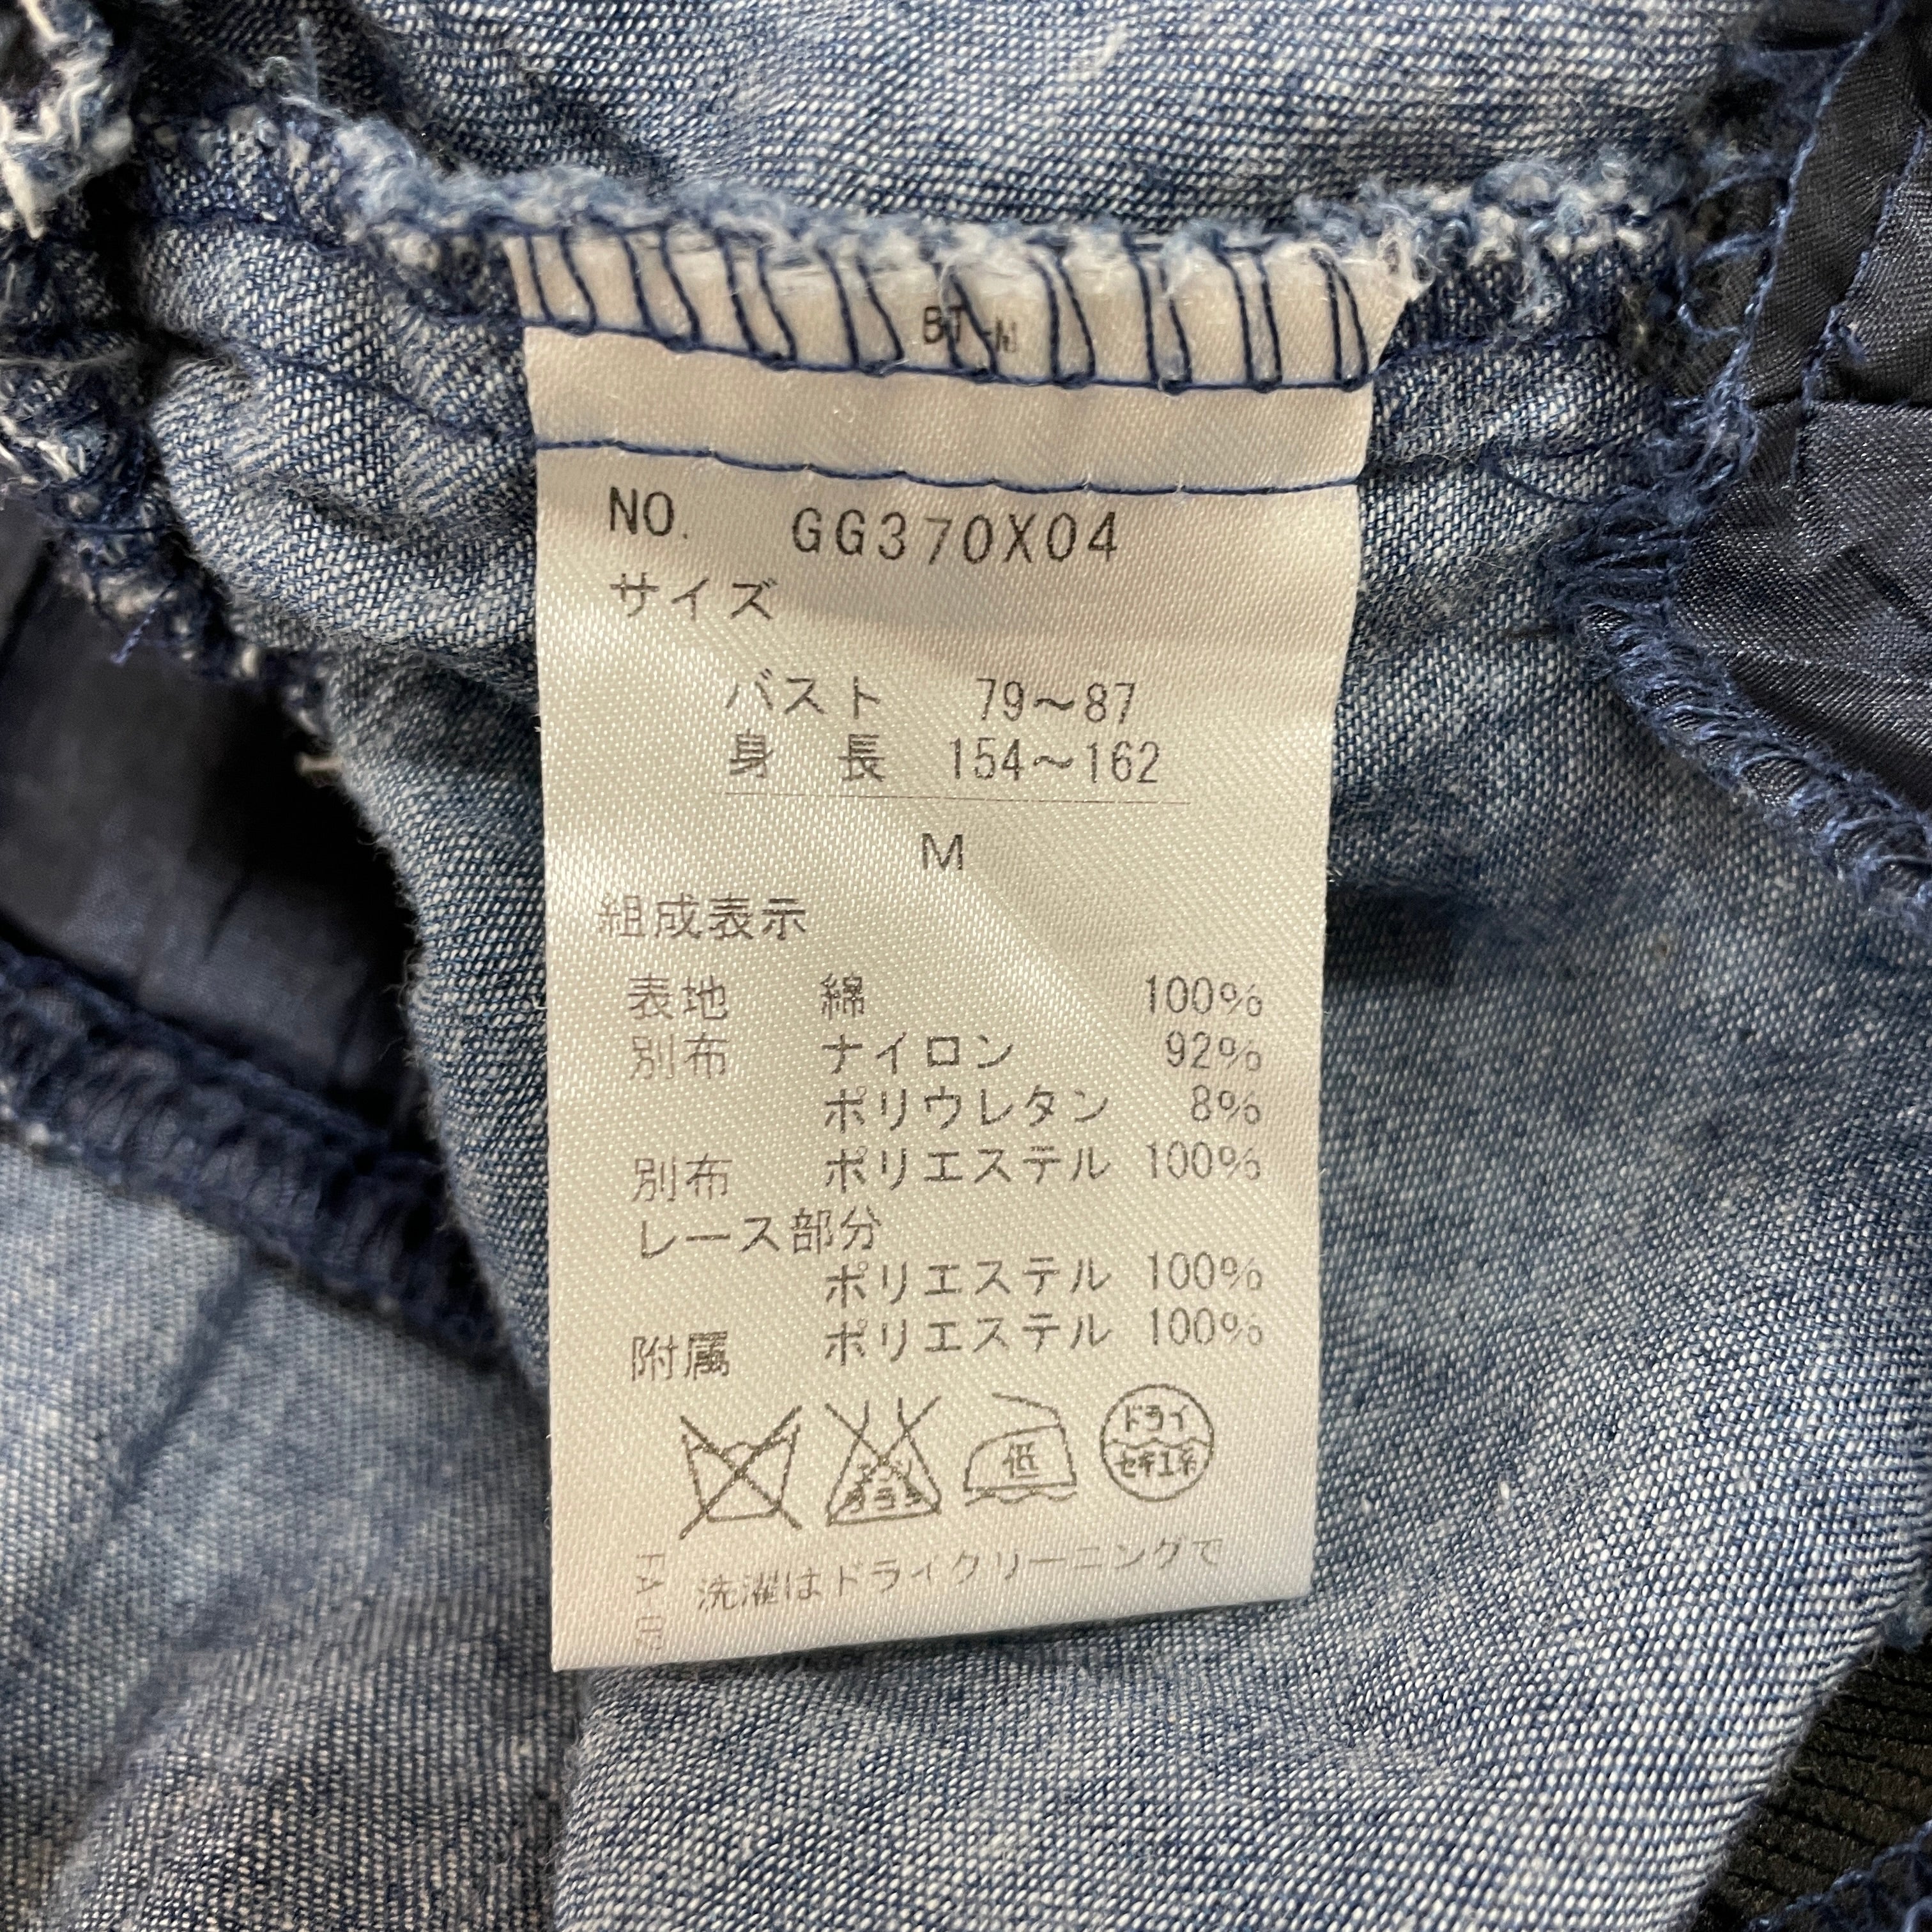 NO. GG370X04
サイズ
バスト 79～87
身 長 154～162
M
組成表示
表地 綿 100%
別布 ナイロン 92%
ポリウレタン 8%
別布 ポリエステル 100%
レース部分
ポリエステル 100%
附属 ポリエステル 100%
低
ドライ
セキユ系
洗濯はドライクリーニングで